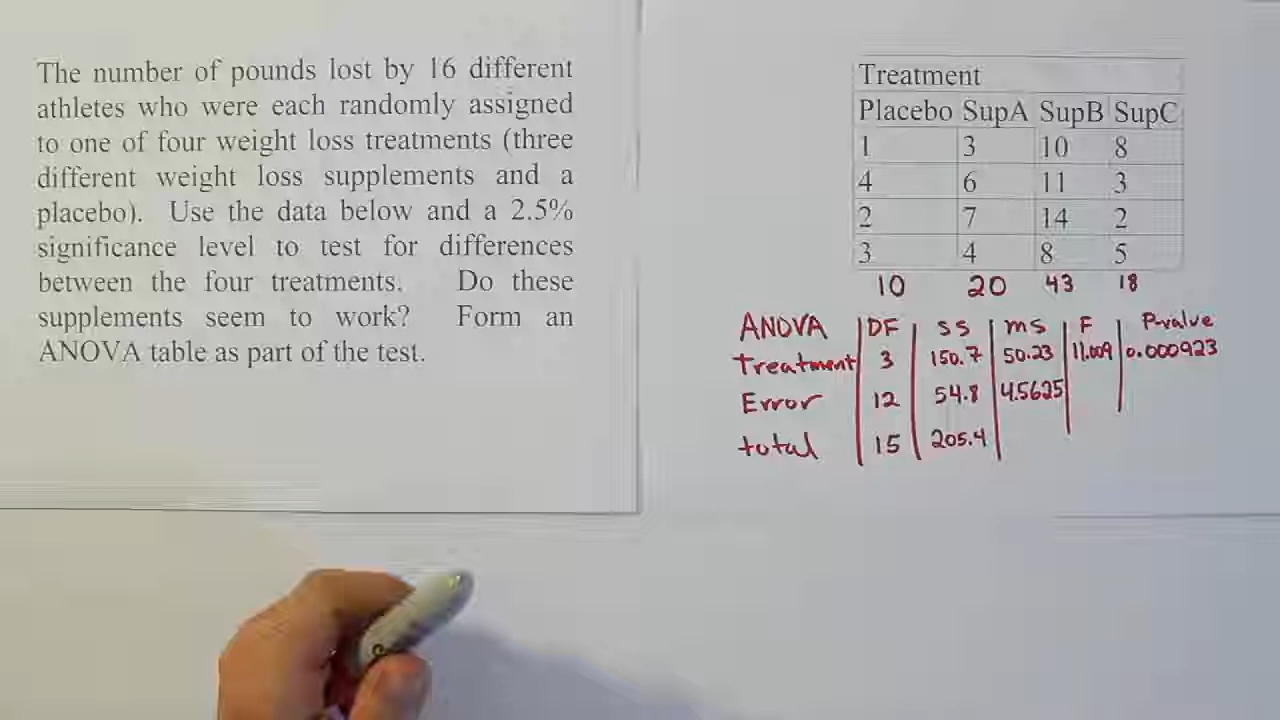 The number of pounds lost by 16 different
athletes who were each randomly assigned
to one of four weight loss treatments (three
different weight loss supplements and a
placebo). Use the data below and a 2.5%
significance level to test for differences
between the four treatments. Do these
supplements seem to work? Form an
ANOVA table as part of the test.
Treatment
Placebo SupA SupB SupC
1 3 10 8
4 6 11 3
2 7 14 2
3 4 8 5
10 20 43 18
ANOVA DF SS MS F P-value
Treatment 3 150.7 50.23 11.009 0.000923
Error 12 54.8 4.5625
total 15 205.4